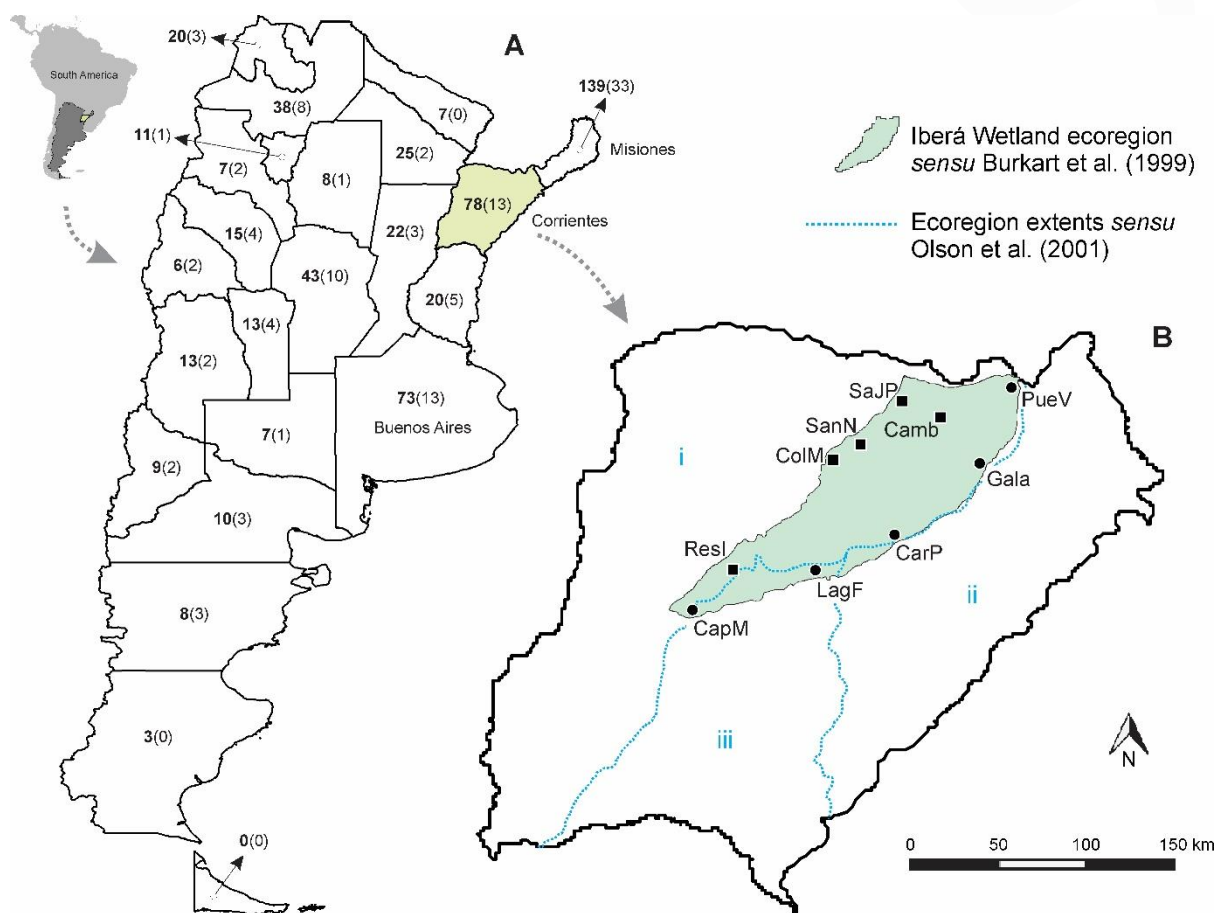 South America
A
20(3)
139(33)
38(8)
7(0)
11(1)
7(2)
25(2)
Misiones
8(1)
78(13)
Corrientes
15(4)
22(3)
6(2)
43(10)
20(5)
13(4)
13(2)
73(13)
Buenos Aires
7(1)
9(2)
10(3)
8(3)
3(0)
0(0)
Iberá Wetland ecoregion
sensu Burkart et al. (1999)
Ecoregion extents sensu
Olson et al. (2001)
B
SaJP
PueV
SanN
Camb
ColM
Gala
i
ResI
CarP
LagF
ii
CapM
iii
N
0 50 100 150 km